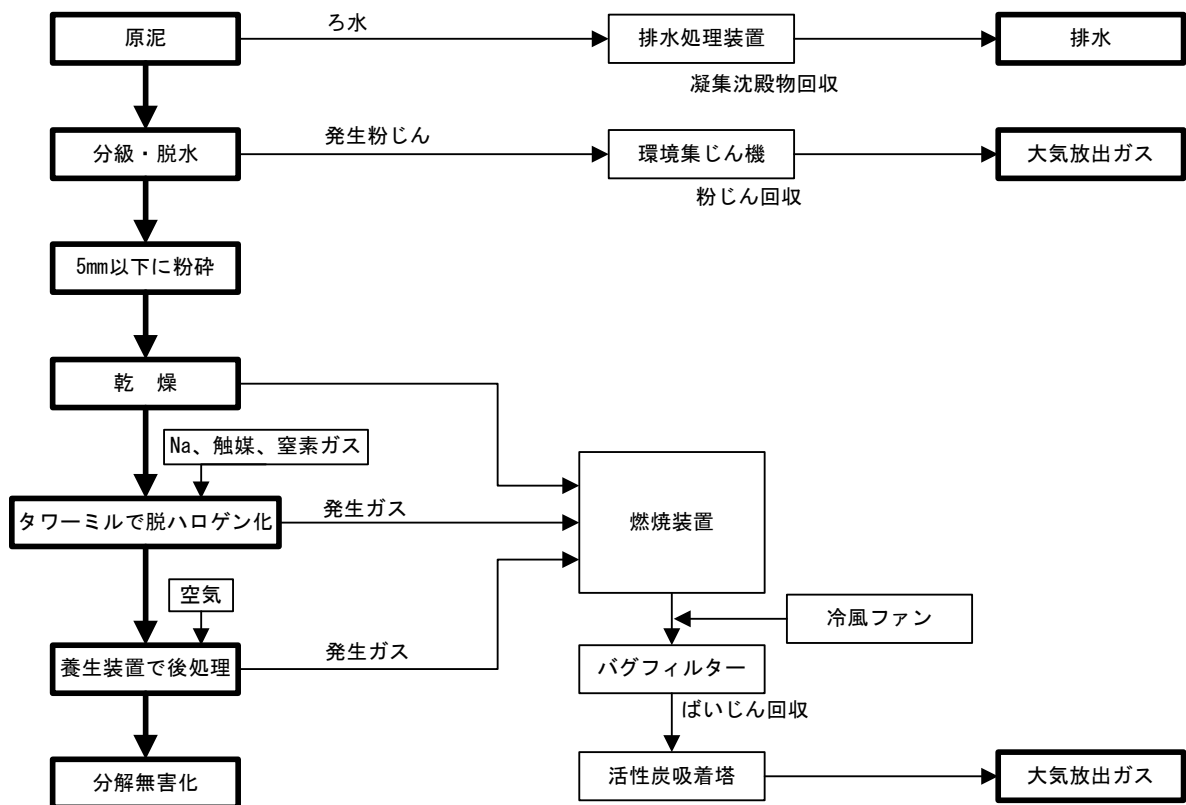 原泥
ろ水
排水処理装置
排水
凝集沈殿物回収
分級・脱水
発生粉じん
環境集じん機
大気放出ガス
粉じん回収
5mm以下に粉砕
乾　燥
Na、触媒、窒素ガス
タワーミルで脱ハロゲン化
発生ガス
燃焼装置
空気
冷風ファン
養生装置で後処理
発生ガス
バグフィルター
ばいじん回収
分解無害化
活性炭吸着塔
大気放出ガス